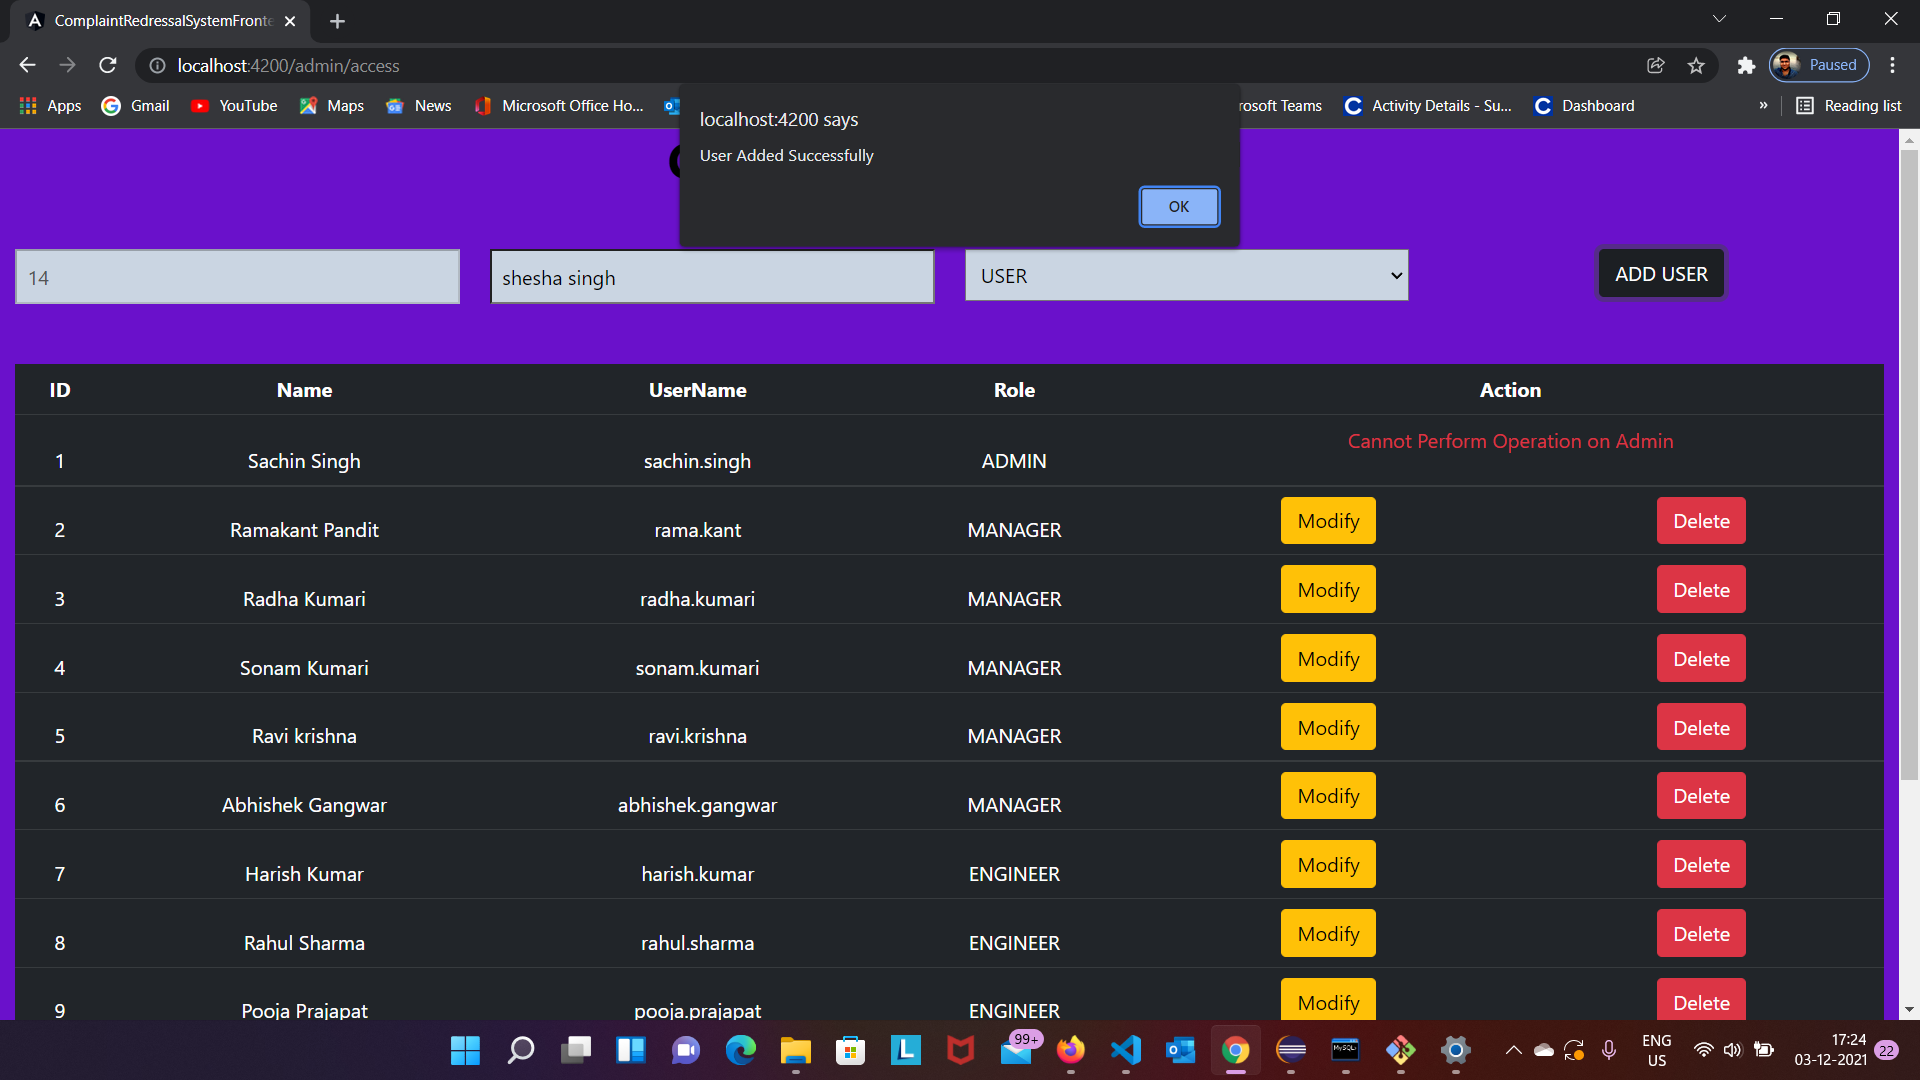 ComplaintRedressalSystemFronte
localhost:4200/admin/access
Paused
Apps
Gmail
YouTube
Maps
News
Microsoft Office Ho...
rosoft Teams
Activity Details - Su...
Dashboard
»
Reading list
localhost:4200 says
User Added Successfully
OK
14
shesha singh
USER
ADD USER
ID Name UserName Role Action
1 Sachin Singh sachin.singh ADMIN Cannot Perform Operation on Admin
2 Ramakant Pandit rama.kant MANAGER Modify Delete
3 Radha Kumari radha.kumari MANAGER Modify Delete
4 Sonam Kumari sonam.kumari MANAGER Modify Delete
5 Ravi krishna ravi.krishna MANAGER Modify Delete
6 Abhishek Gangwar abhishek.gangwar MANAGER Modify Delete
7 Harish Kumar harish.kumar ENGINEER Modify Delete
8 Rahul Sharma rahul.sharma ENGINEER Modify Delete
9 Pooja Prajapat pooja.prajapat ENGINEER Modify Delete
99+
ENG
US
17:24
03-12-2021
22